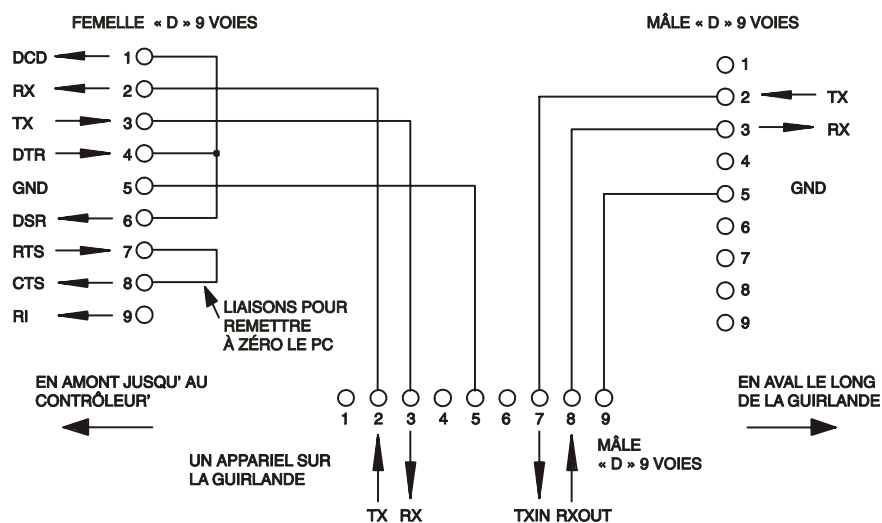 FEMELLE « D » 9 VOIES
MÂLE « D » 9 VOIES
DCD 1
RX 2
TX 3
DTR 4
GND 5
DSR 6
RTS 7
CTS 8
RI 9
1
2 TX
3 RX
4
5 GND
6
7
8
9
LIAISONS POUR
REMETTRE
À ZÉRO LE PC
EN AMONT JUSQU' AU
CONTRÔLEUR'
EN AVAL LE LONG
DE LA GUIRLANDE
1 2 3 4 5 6 7 8 9
MÂLE
« D » 9 VOIES
UN APPARIEL SUR
LA GUIRLANDE
TX RX TXIN RXOUT